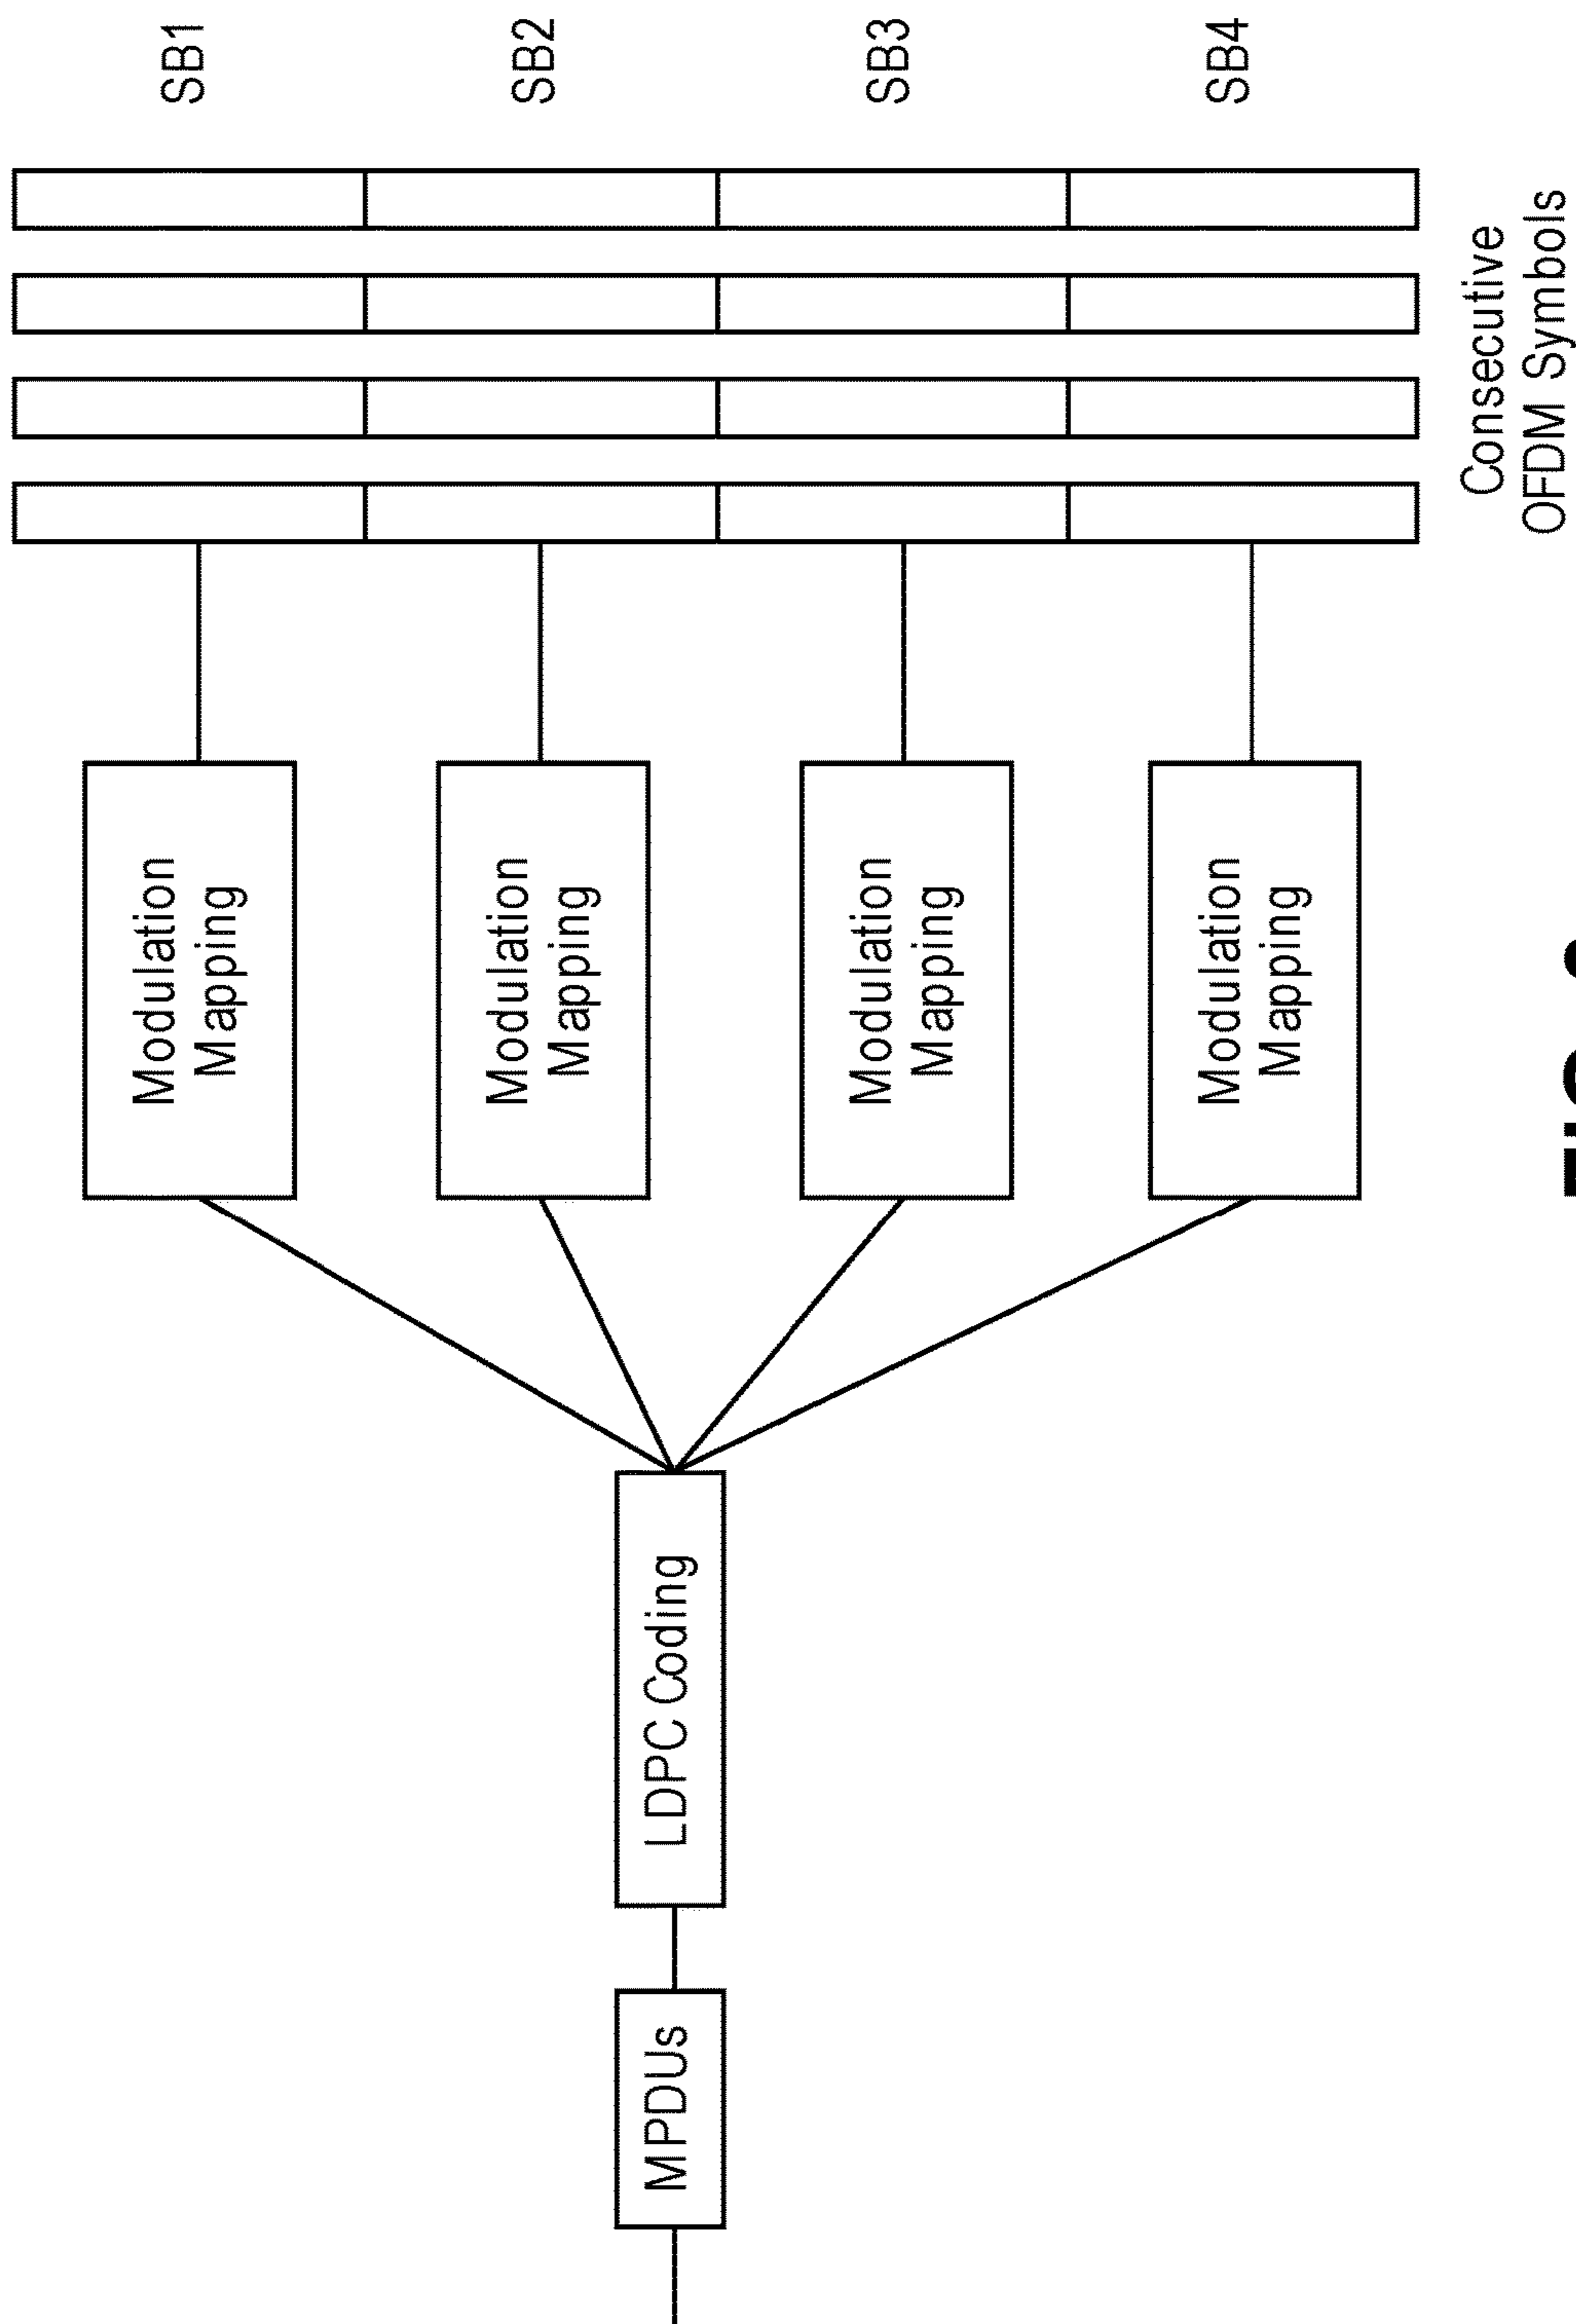 MPDUs
LDPC Coding
Modulation
Mapping
Modulation
Mapping
Modulation
Mapping
Modulation
Mapping
SB1
SB2
SB3
SB4
Consecutive
OFDM Symbols